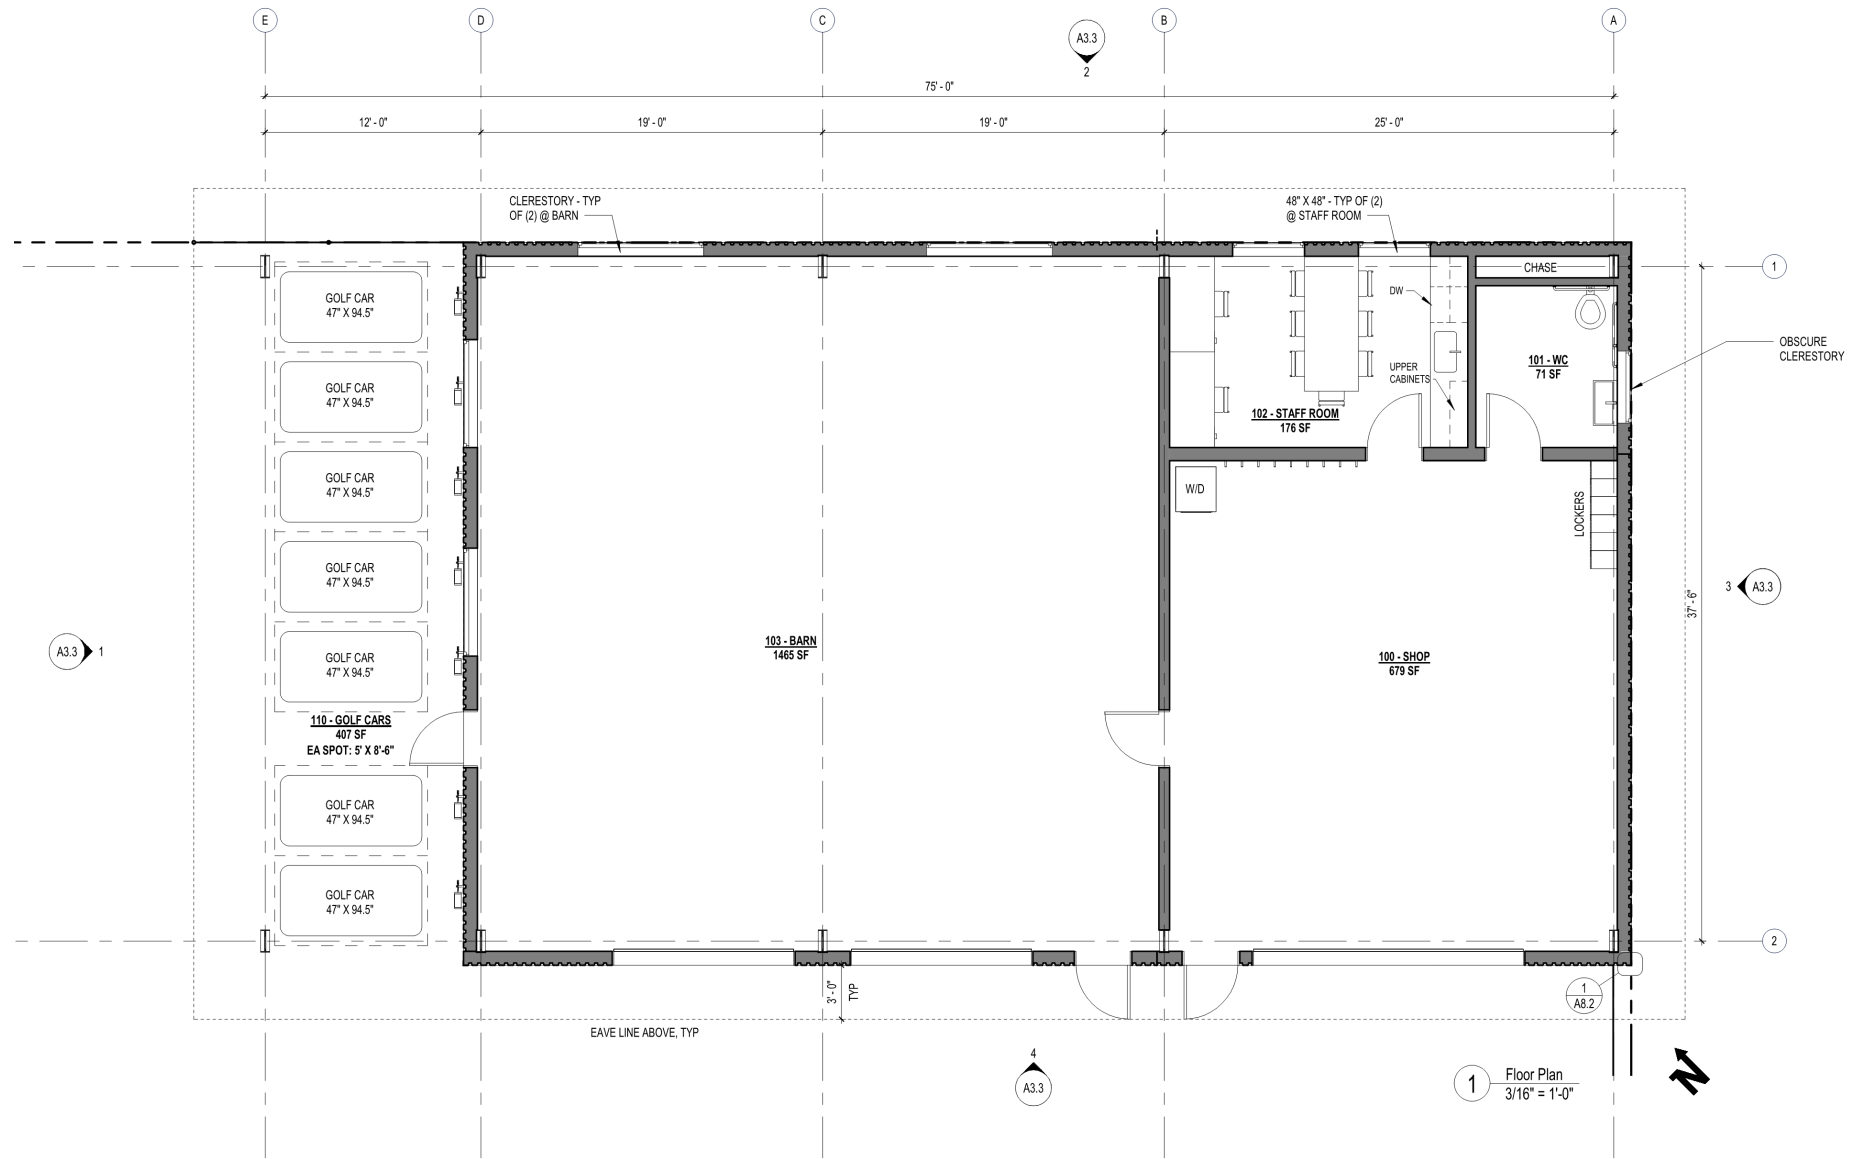 E
D
C
B
A
A3.3
2
75' - 0"
12' - 0"
19' - 0"
19' - 0"
25' - 0"
CLERESTORY - TYP
OF (2) @ BARN
48" X 48" - TYP OF (2)
@ STAFF ROOM
CHASE
1
GOLF CAR
47" X 94.5"
DW
OBSCURE
CLERESTORY
101 - WC
71 SF
UPPER
CABINETS
GOLF CAR
47" X 94.5"
102 - STAFF ROOM
176 SF
GOLF CAR
47" X 94.5"
W/D
LOCKERS
GOLF CAR
47" X 94.5"
3
A3.3
37' - 6"
A3.3
1
GOLF CAR
47" X 94.5"
103 - BARN
1465 SF
100 - SHOP
679 SF
110 - GOLF CARS
407 SF
EA SPOT: 5' X 8'-6"
GOLF CAR
47" X 94.5"
GOLF CAR
47" X 94.5"
2
3' - 0"
TYP
1
A8.2
EAVE LINE ABOVE, TYP
4
A3.3
1
Floor Plan
3/16" = 1'-0"
N